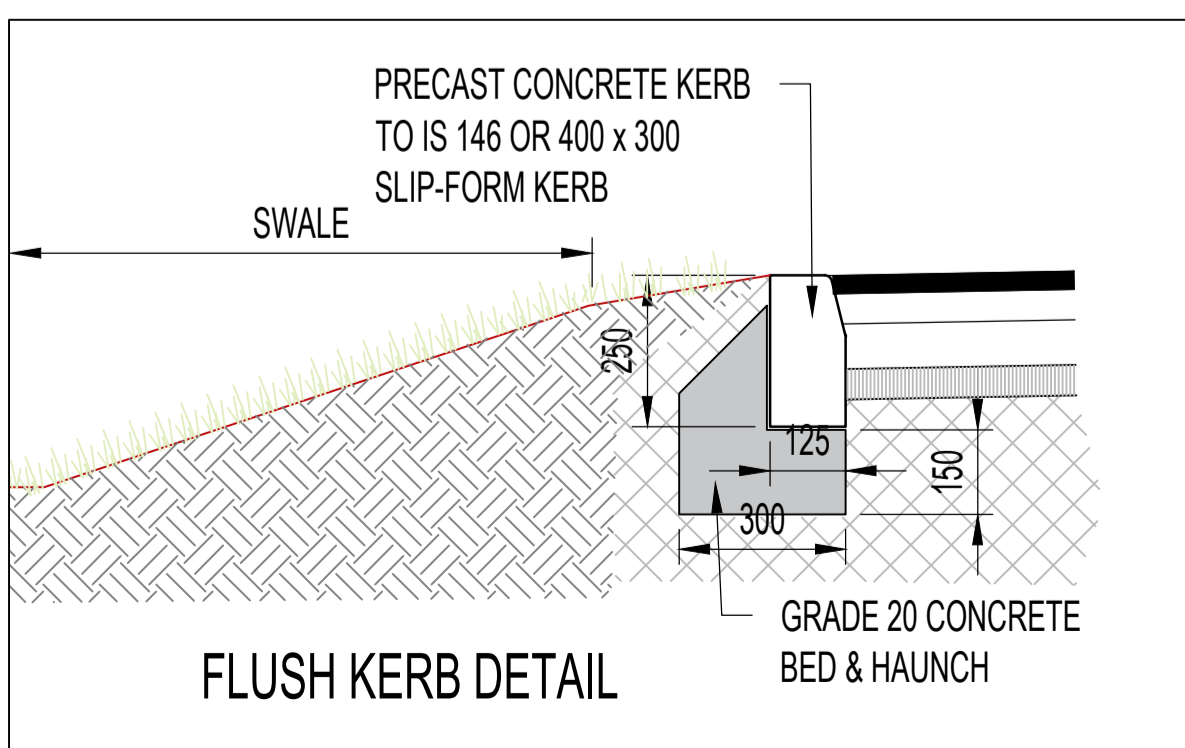 PRECAST CONCRETE KERB
TO IS 146 OR 400 x 300
SLIP-FORM KERB
SWALE
250
125
150
300
GRADE 20 CONCRETE
BED & HAUNCH
FLUSH KERB DETAIL